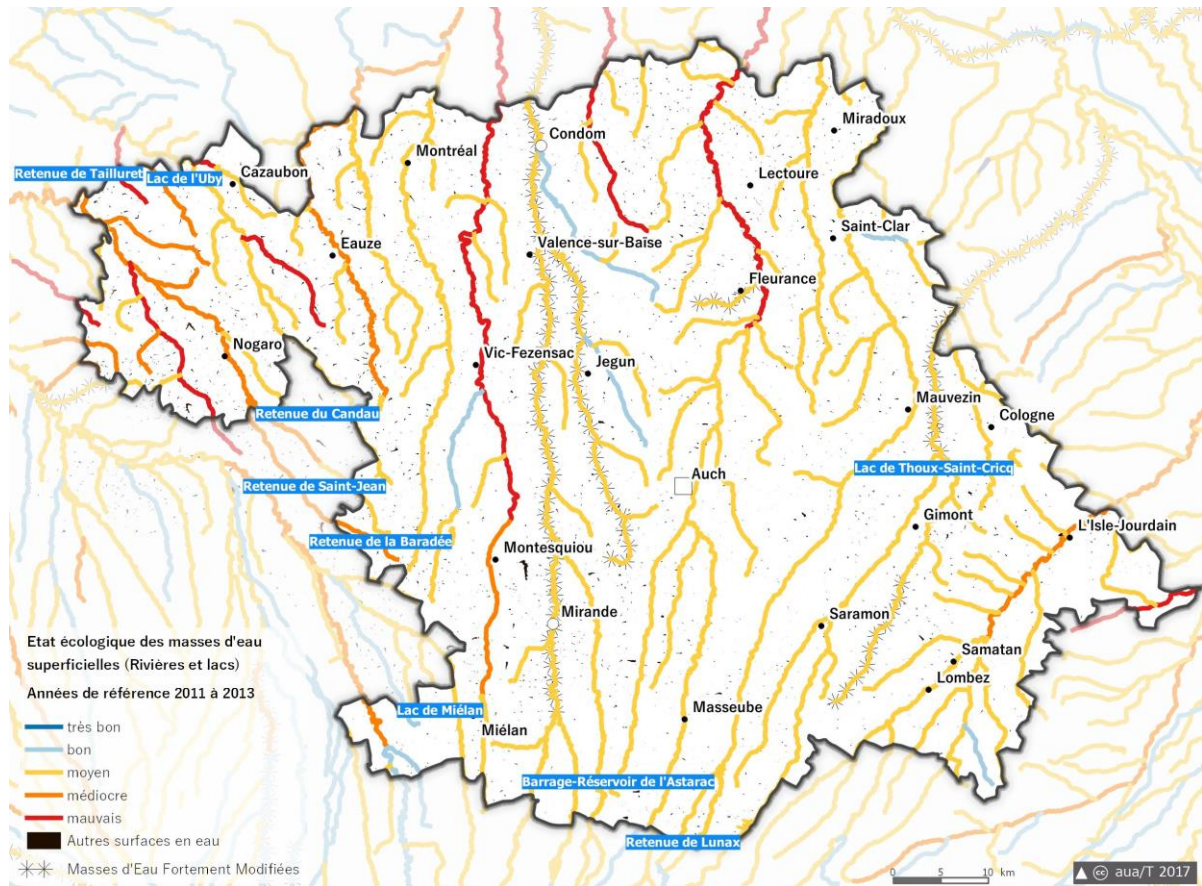 Condom
Miradoux
Montréal
Retenue de Tailluret
Lac de l'Uby
Cazaubon
Lectoure
Eauze
Valence-sur-Baïse
Saint-Clar
Fleurance
Nogaro
Vic-Fezensac
Jegun
Retenue du Candau
Mauvezin
Cologne
Lac de Thoux-Saint-Cricq
Auch
Retenue de Saint-Jean
Gimont
L'Isle-Jourdain
Retenue de la Baradée
Montesquiou
Mirande
Saramon
Samatan
Lombez
Lac de Miélan
Masseube
Miélan
Barrage-Réservoir de l'Astarac
Retenue de Lunax
Etat écologique des masses d'eau
superficielles (Rivières et lacs)
Années de référence 2011 à 2013
très bon
bon
moyen
médiocre
mauvais
Autres surfaces en eau
Masses d'Eau Fortement Modifiées
0 5 10 km
cc aua/T 2017